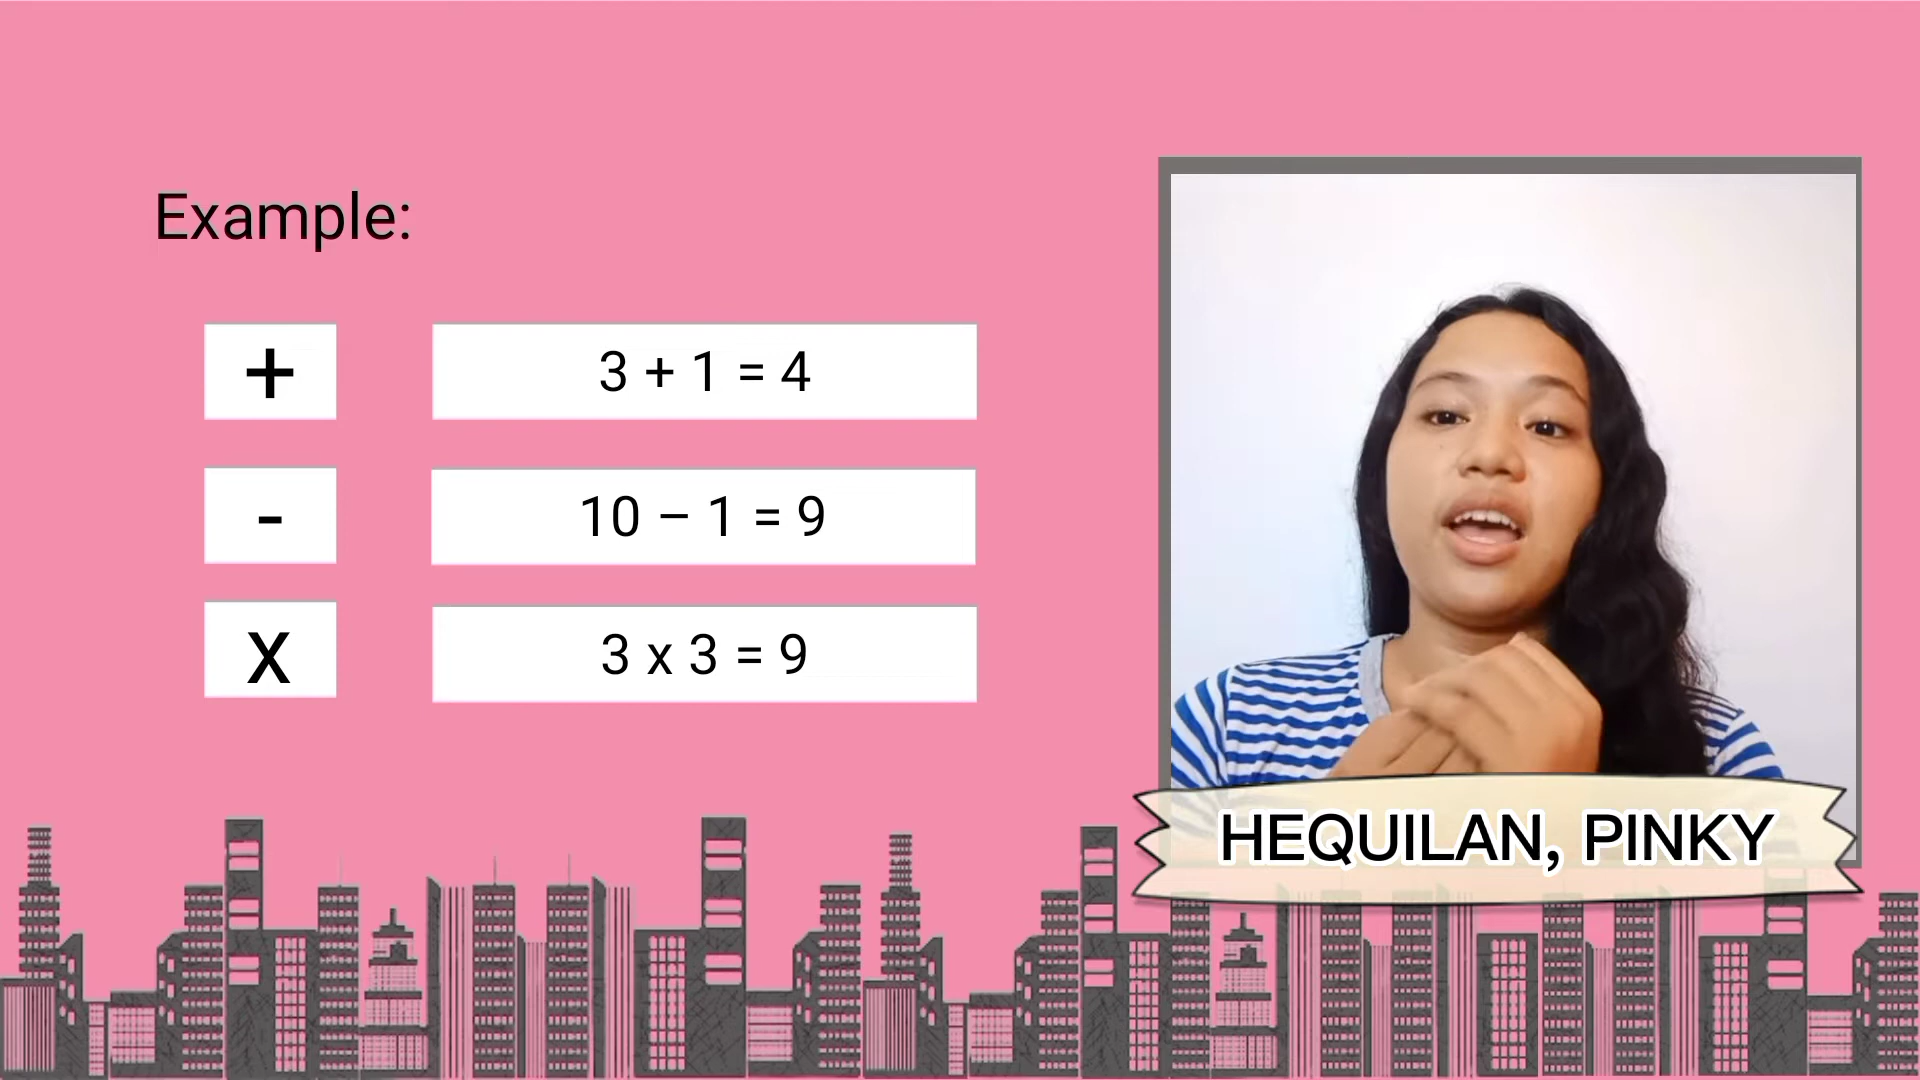 Example:
+
3 + 1 = 4
-
10 – 1 = 9
x
3 x 3 = 9
HEQUILAN, PINKY